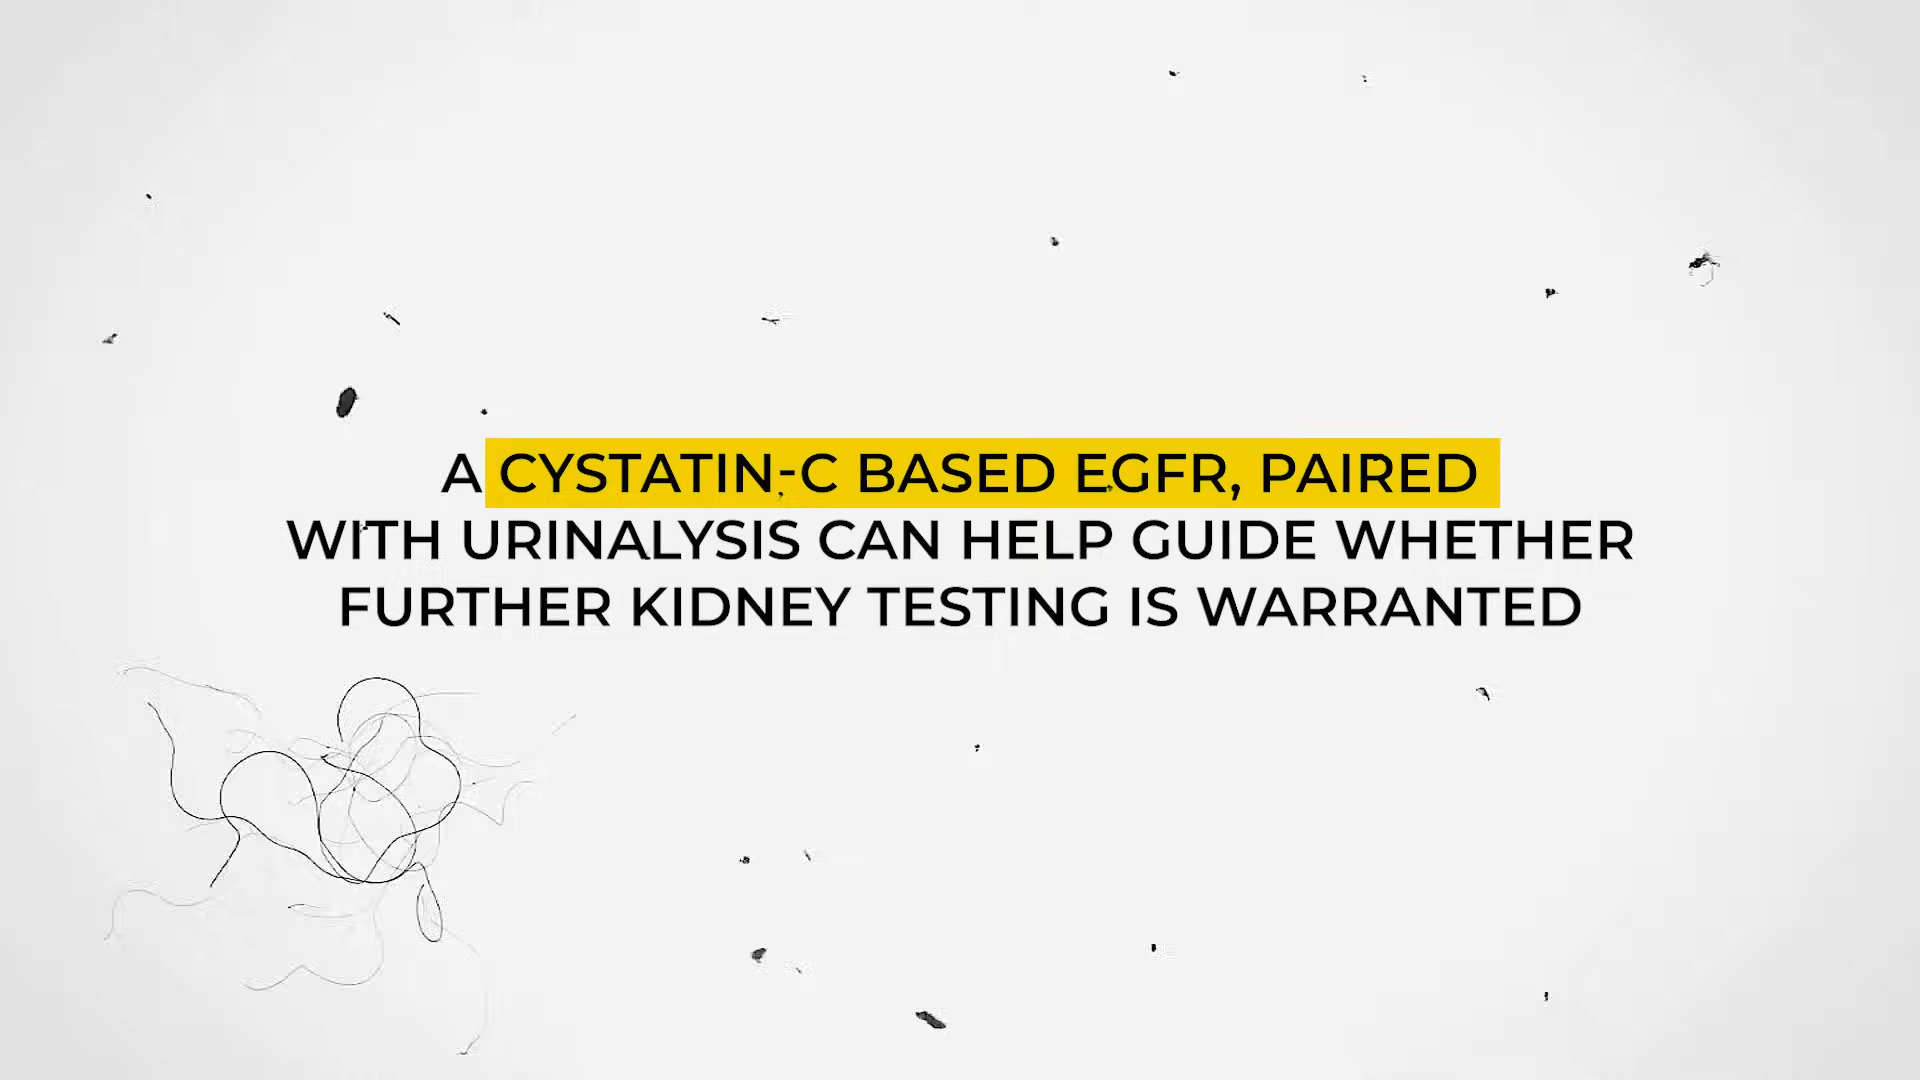 A CYSTATIN-C BASED EGFR, PAIRED
WITH URINALYSIS CAN HELP GUIDE WHETHER
FURTHER KIDNEY TESTING IS WARRANTED